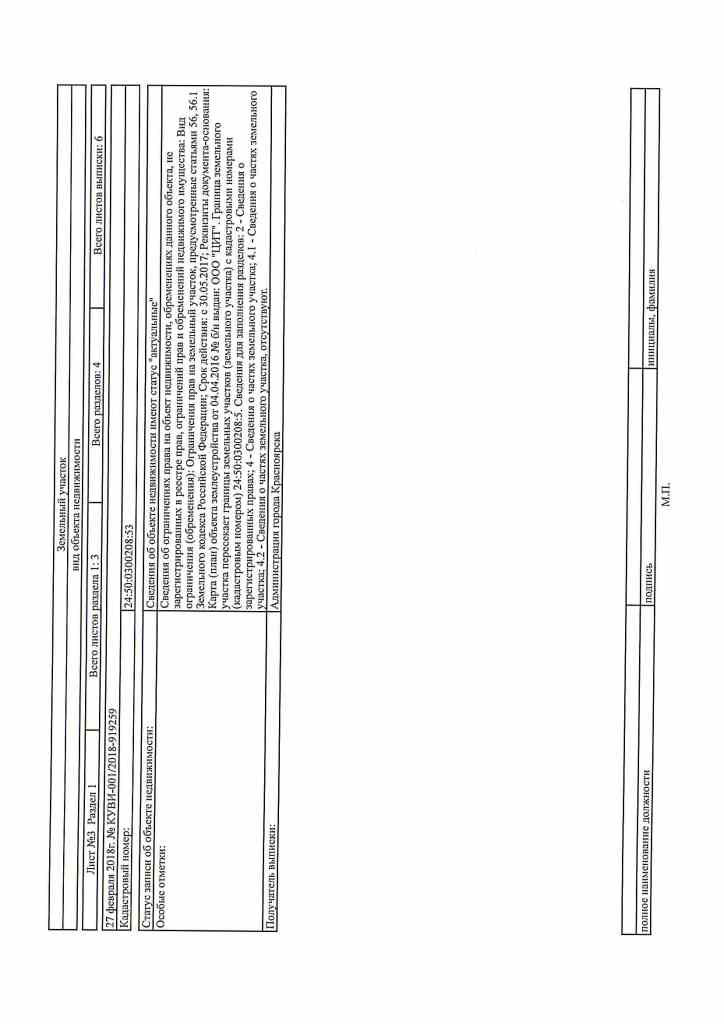 Земельный участок
вид объекта недвижимости
Лист №3 Раздел 1 Всего листов раздела 1: 3 Всего разделов: 4 Всего листов выписки: 6
27 февраля 2018г. № КУВИ-001/2018-919259
Кадастровый номер: 24:50:0300208:53
Статус записи об объекте недвижимости: Сведения об объекте недвижимости имеют статус "актуальные"
Особые отметки: Сведения об ограничениях права на объект недвижимости, обременениях данного объекта, не
зарегистрированных в реестре прав, ограничений прав и обременений недвижимого имущества: Вид
ограничения (обременения): Ограничения прав на земельный участок, предусмотренные статьями 56, 56.1
Земельного кодекса Российской Федерации; Срок действия: с 30.05.2017; Реквизиты документа-основания:
Карта (план) объекта землеустройства от 04.04.2016 № б/н выдан: ООО "ЦИТ". Граница земельного
участка пересекает границы земельных участков (земельного участка) с кадастровыми номерами
(кадастровым номером) 24:50:0300208:5. Сведения для заполнения разделов: 2 - Сведения о
зарегистрированных правах; 4 - Сведения о частях земельного участка; 4.1 - Сведения о частях земельного
участка; 4.2 - Сведения о частях земельного участка, отсутствуют.
Получатель выписки: Администрация города Красноярска
полное наименование должности подпись инициалы, фамилия
М.П.